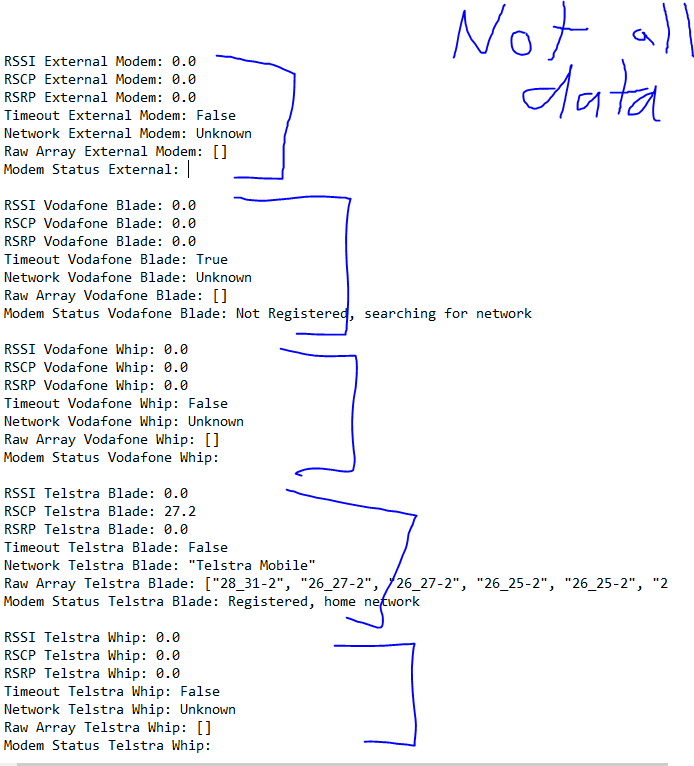 Not all
data
RSSI External Modem: 0.0
RSCP External Modem: 0.0
RSRP External Modem: 0.0
Timeout External Modem: False
Network External Modem: Unknown
Raw Array External Modem: []
Modem Status External:
RSSI Vodafone Blade: 0.0
RSCP Vodafone Blade: 0.0
RSRP Vodafone Blade: 0.0
Timeout Vodafone Blade: True
Network Vodafone Blade: Unknown
Raw Array Vodafone Blade: []
Modem Status Vodafone Blade: Not Registered, searching for network
RSSI Vodafone Whip: 0.0
RSCP Vodafone Whip: 0.0
RSRP Vodafone Whip: 0.0
Timeout Vodafone Whip: False
Network Vodafone Whip: Unknown
Raw Array Vodafone Whip: []
Modem Status Vodafone Whip:
RSSI Telstra Blade: 0.0
RSCP Telstra Blade: 27.2
RSRP Telstra Blade: 0.0
Timeout Telstra Blade: False
Network Telstra Blade: "Telstra Mobile"
Raw Array Telstra Blade: ["28_31-2", "26_27-2", "26_27-2", "26_25-2", "26_25-2", "2
Modem Status Telstra Blade: Registered, home network
RSSI Telstra Whip: 0.0
RSCP Telstra Whip: 0.0
RSRP Telstra Whip: 0.0
Timeout Telstra Whip: False
Network Telstra Whip: Unknown
Raw Array Telstra Whip: []
Modem Status Telstra Whip: